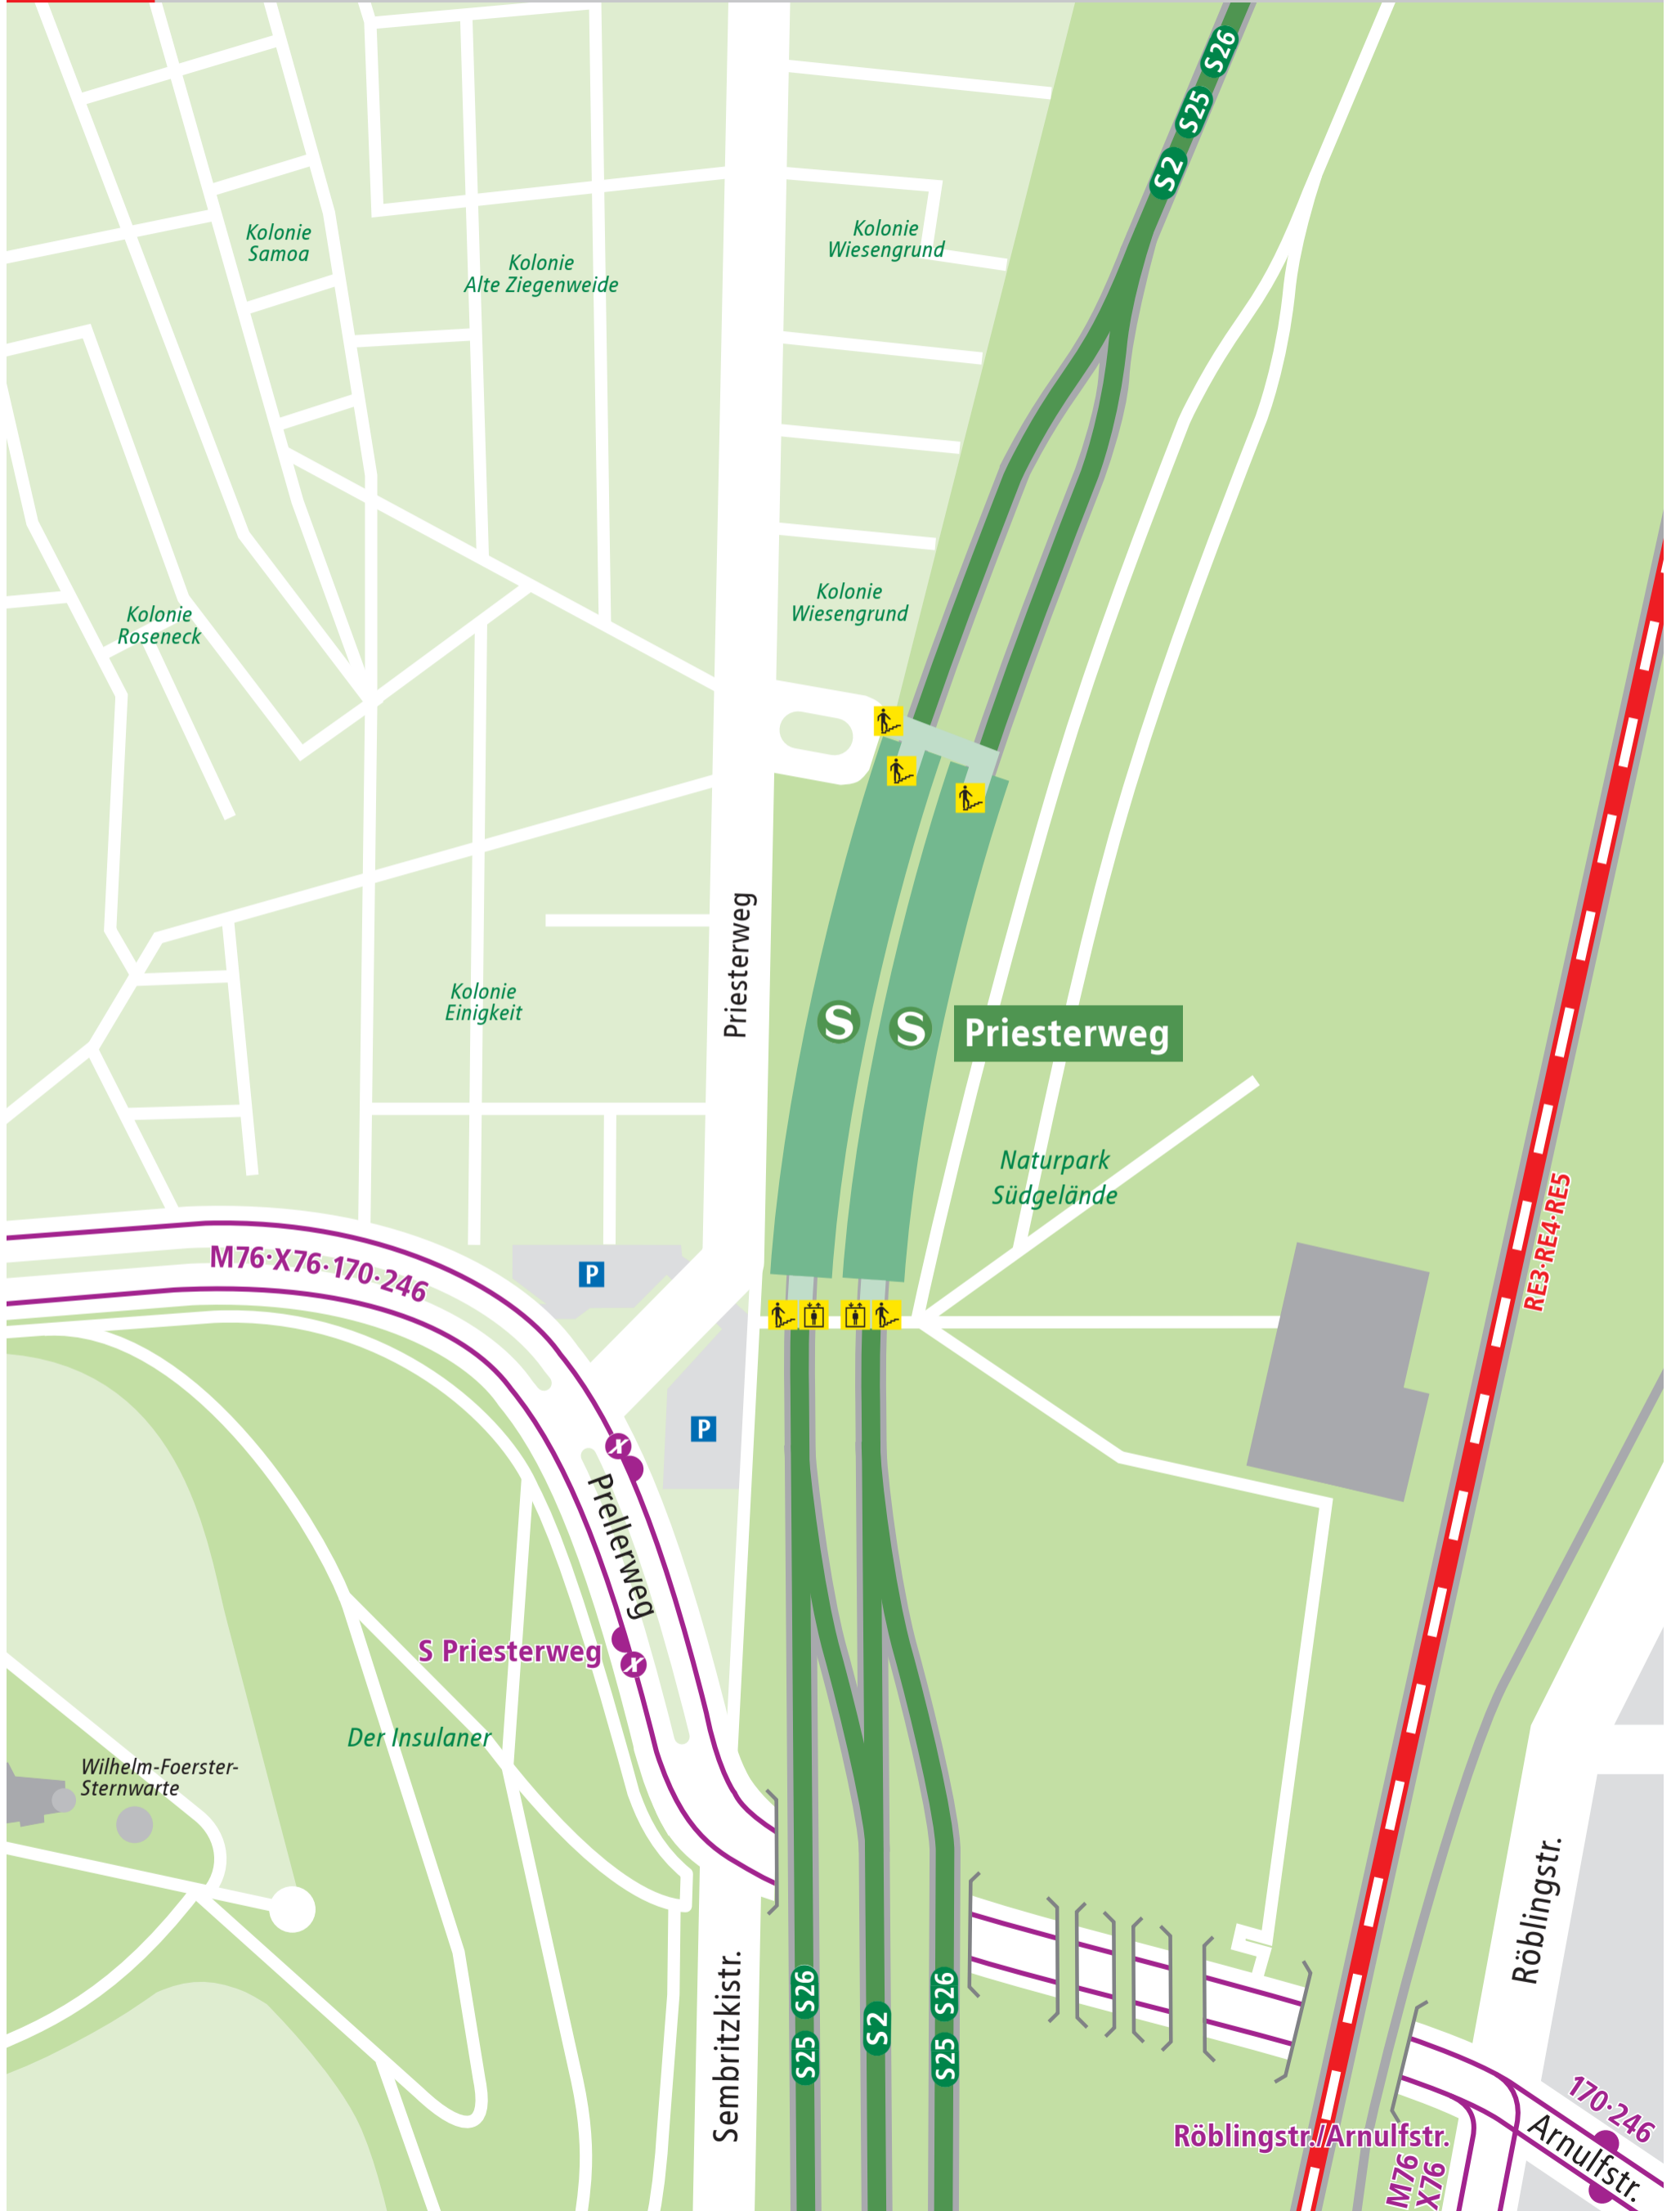 S26
S25
S2
Kolonie
Samoa
Kolonie
Alte Ziegenweide
Kolonie
Wiesengrund
Kolonie
Wiesengrund
Kolonie
Roseneck
Priesterweg
Kolonie
Einigkeit
S
S
Priesterweg
Naturpark
Südgelände
RE3·RE4·RE5
M76·X76·170·246
P
P
X
Prellerweg
S Priesterweg
X
Der Insulaner
Wilhelm-Foerster-
Sternwarte
Röblingstr.
Sembritzkistr.
S26
S25
S2
S26
S25
170·246
Röblingstr./Arnulfstr.
Arnulfstr.
M76
X76